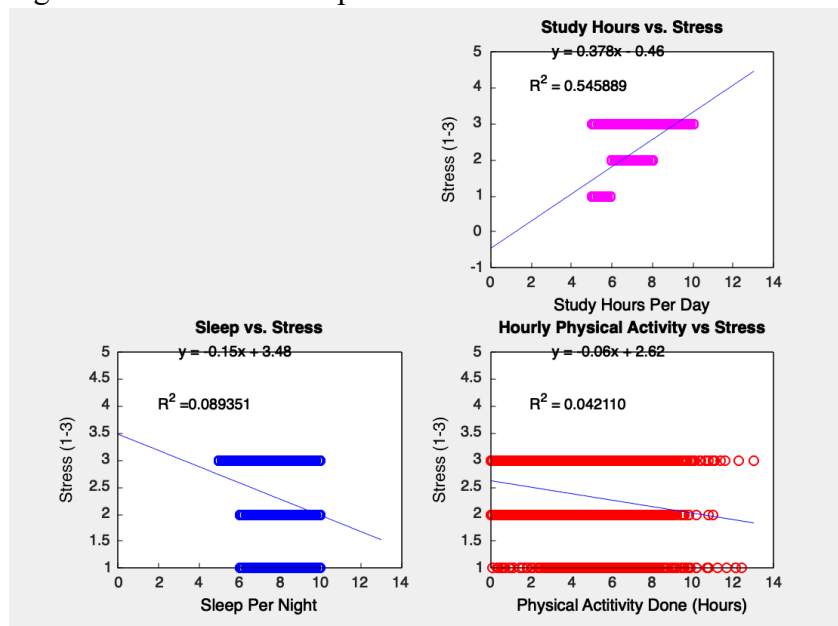 Study Hours vs. Stress
y = 0.378x - 0.46
R² = 0.545889
5
4
3
2
1
0
-1
Stress (1-3)
0 2 4 6 8 10 12 14
Study Hours Per Day
Sleep vs. Stress
y = -0.15x + 3.48
R² =0.089351
5
4.5
4
3.5
3
2.5
2
1.5
1
Stress (1-3)
0 2 4 6 8 10 12 14
Sleep Per Night
Hourly Physical Activity vs Stress
y = -0.06x + 2.62
R² = 0.042110
5
4.5
4
3.5
3
2.5
2
1.5
1
Stress (1-3)
0 2 4 6 8 10 12 14
Physical Actitivity Done (Hours)